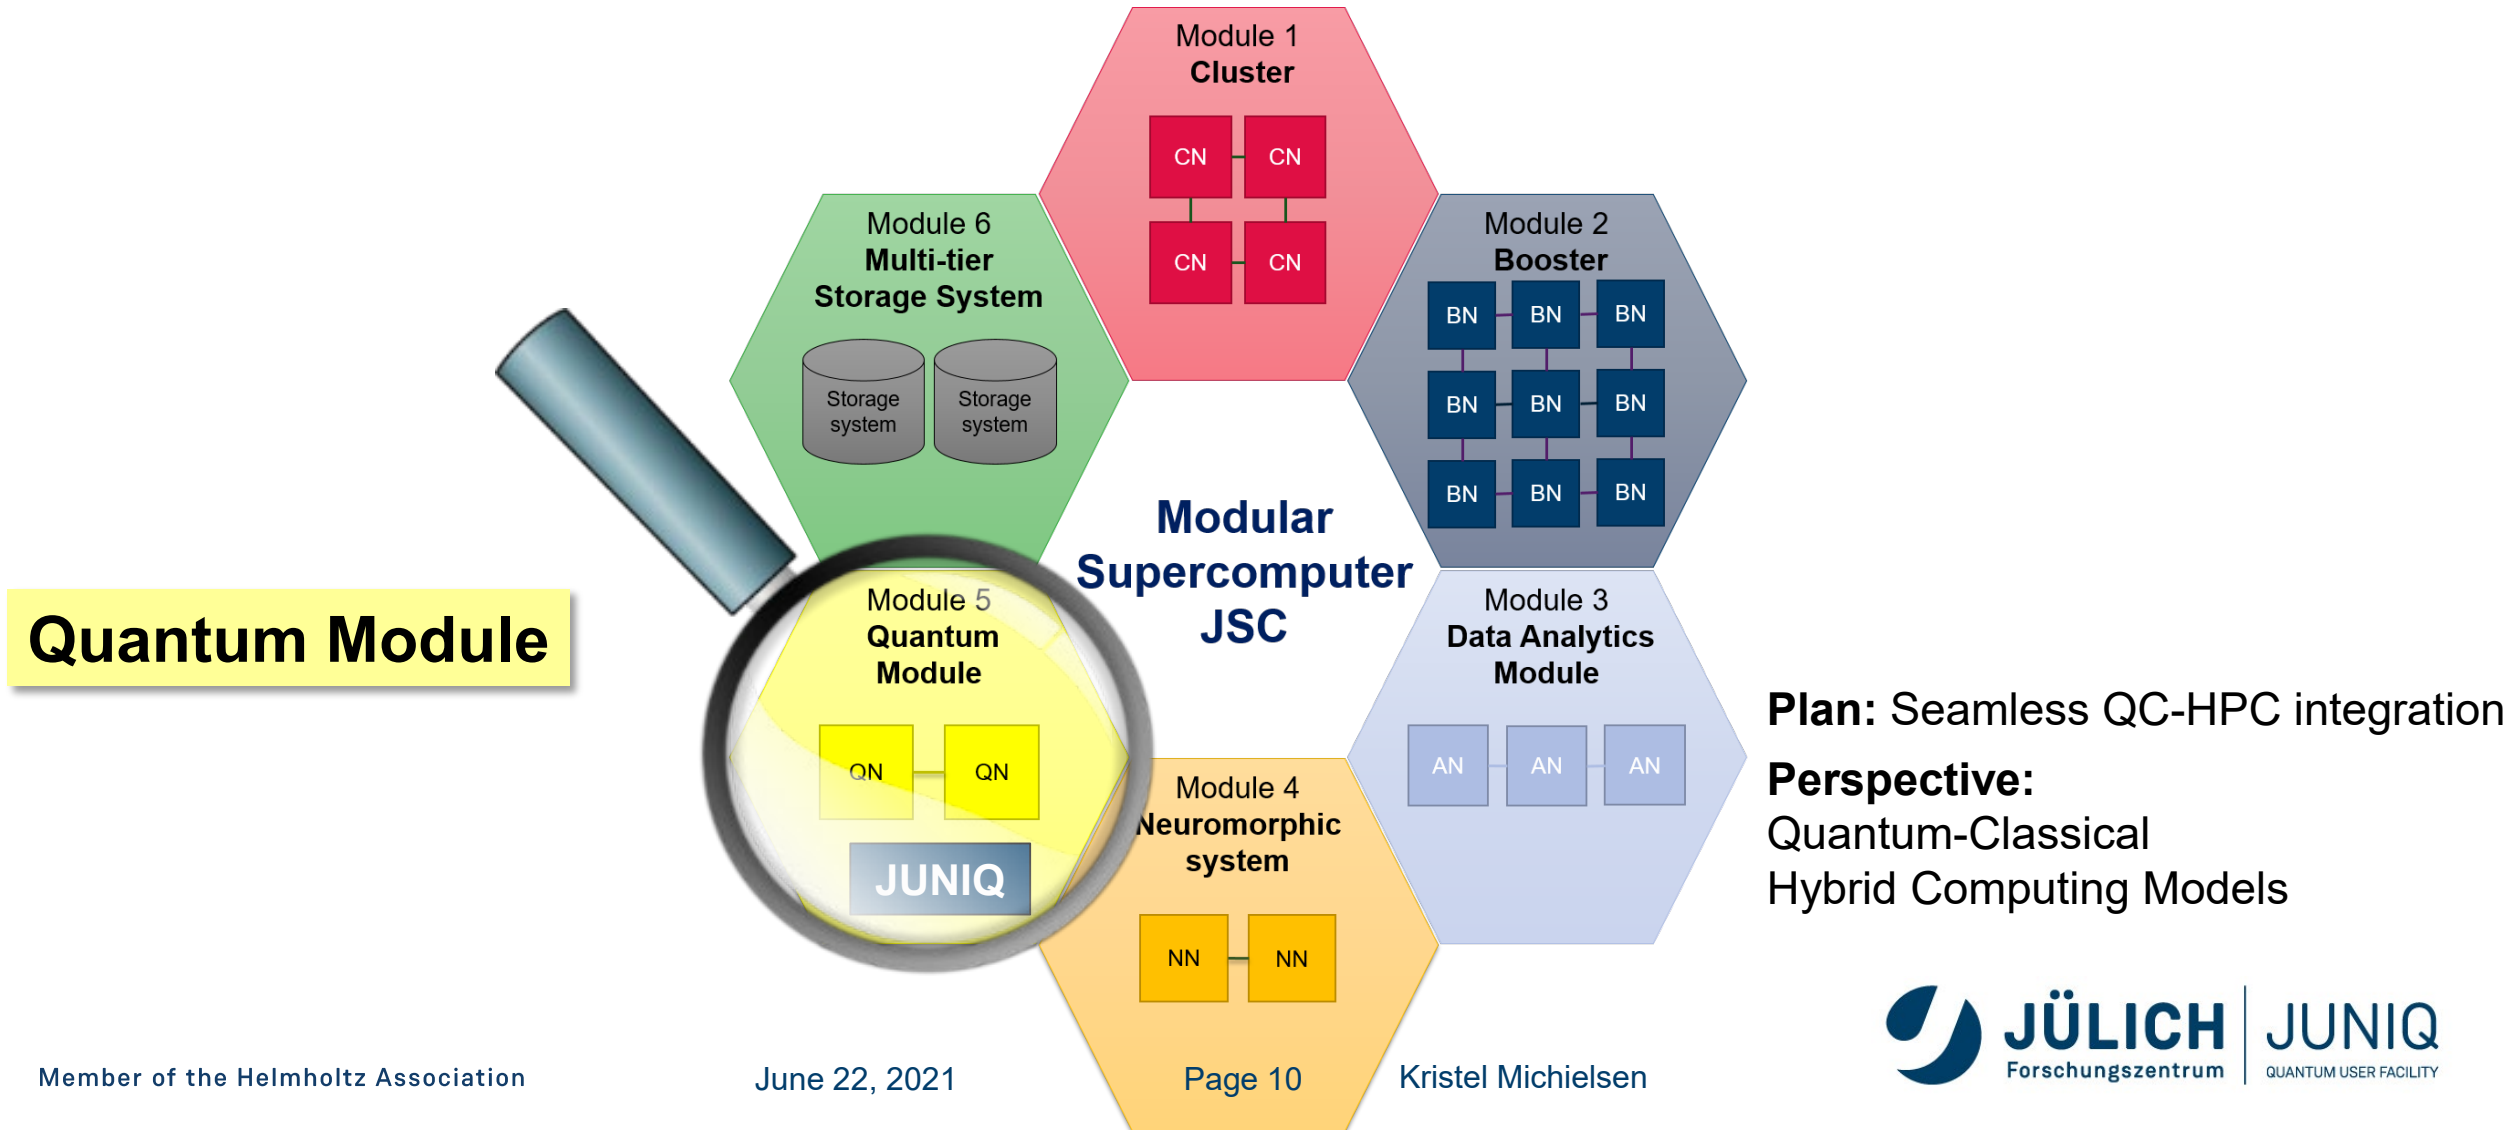 Module 1
Cluster
CN
CN
CN
CN
Module 6
Multi-tier
Storage System
Storage
system
Storage
system
Module 2
Booster
BN
BN
BN
BN
BN
BN
BN
BN
BN
Modular
Supercomputer
JSC
Quantum Module
Module 5
Quantum
Module
QN
QN
JUNIQ
Module 3
Data Analytics
Module
AN
AN
AN
Module 4
Neuromorphic
system
NN
NN
Plan: Seamless QC-HPC integration
Perspective:
Quantum-Classical
Hybrid Computing Models
Member of the Helmholtz Association
June 22, 2021
Page 10
Kristel Michielsen
JÜLICH
Forschungszentrum
JUNIQ
QUANTUM USER FACILITY